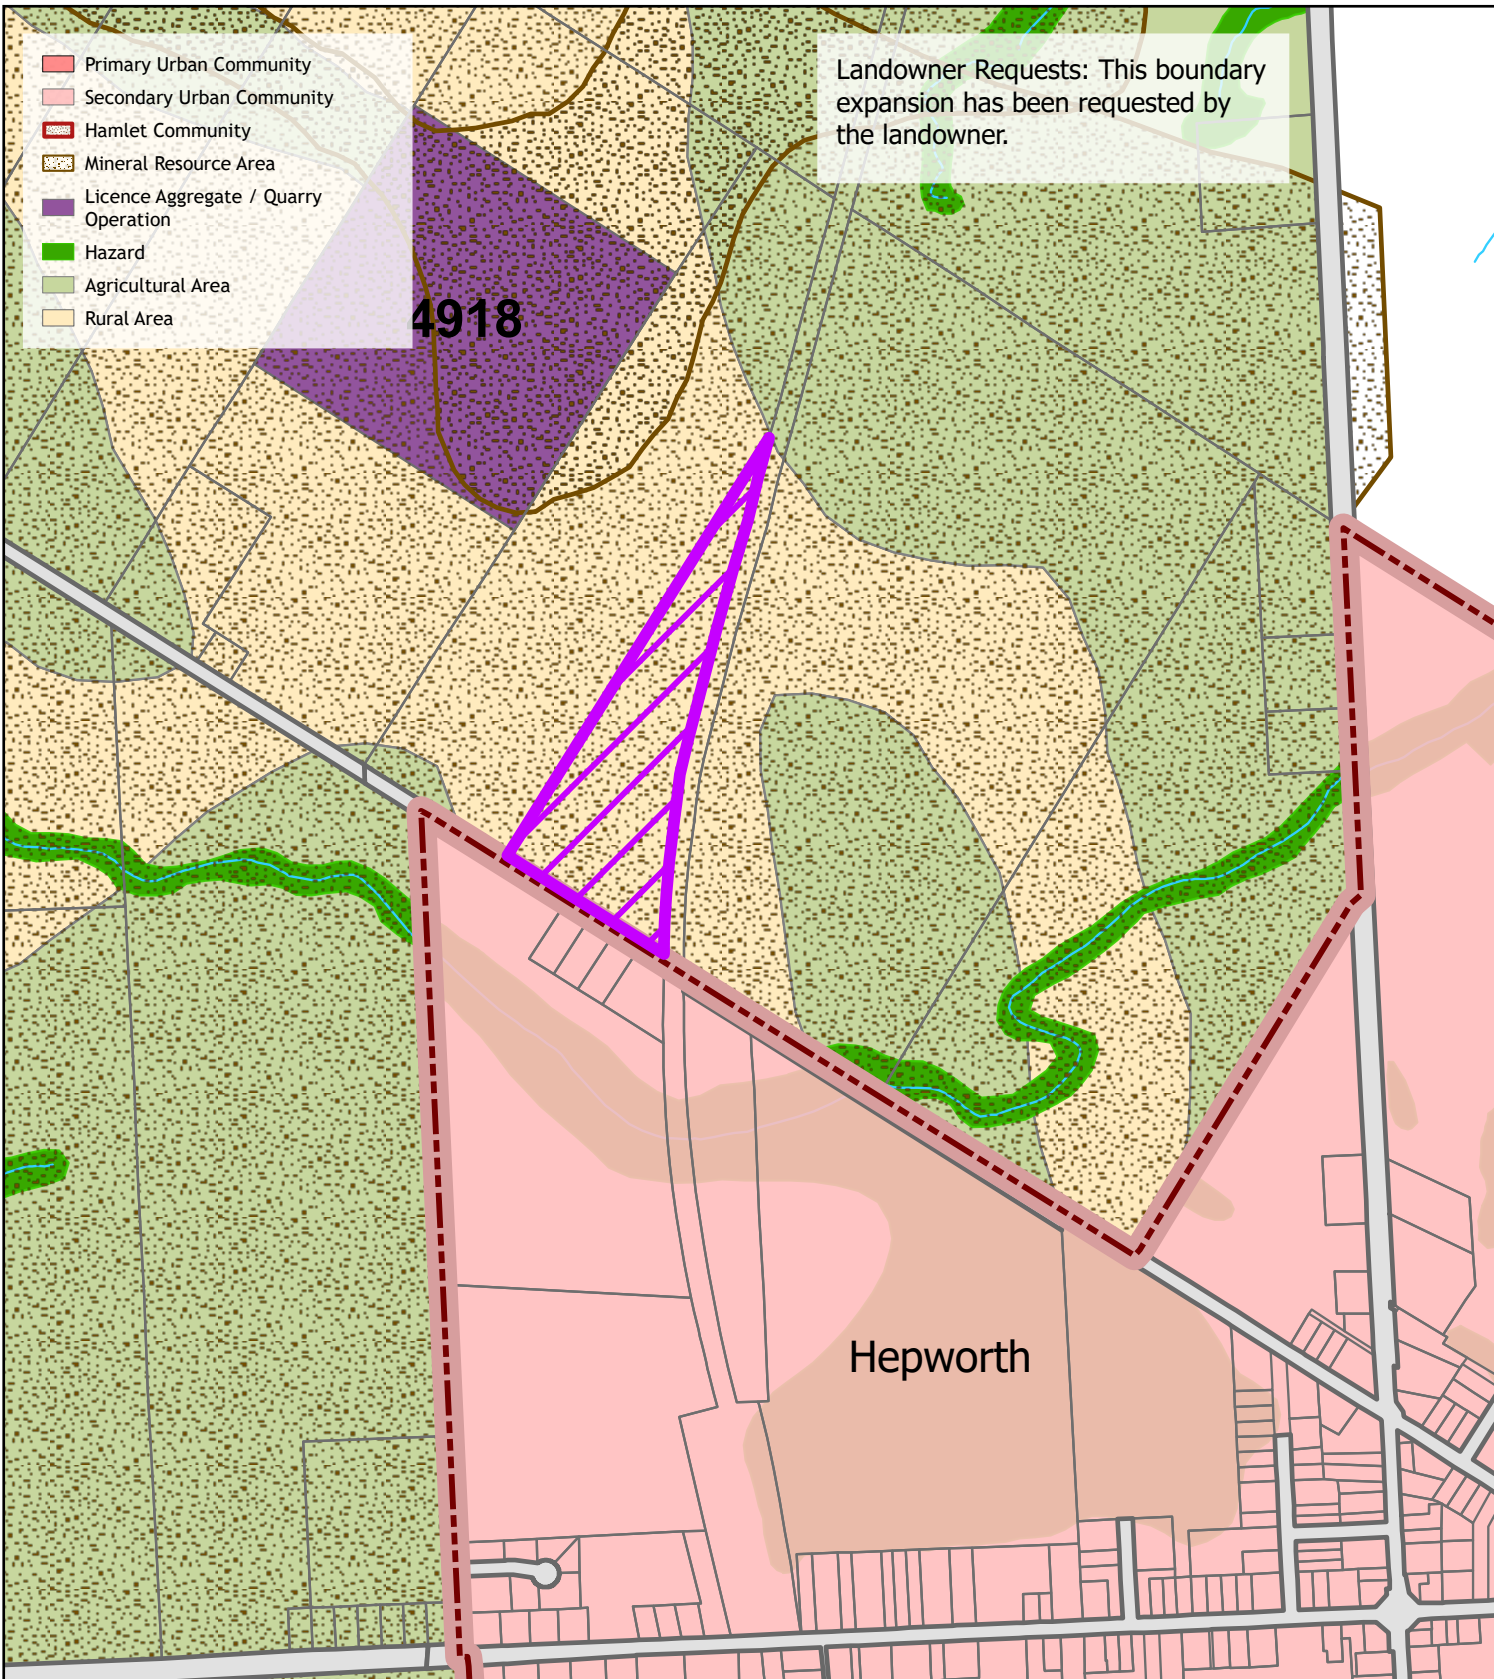 Primary Urban Community
Secondary Urban Community
Hamlet Community
Mineral Resource Area
Licence Aggregate / Quarry
Operation
Hazard
Agricultural Area
Rural Area
Landowner Requests: This boundary
expansion has been requested by
the landowner.
4918
Hepworth